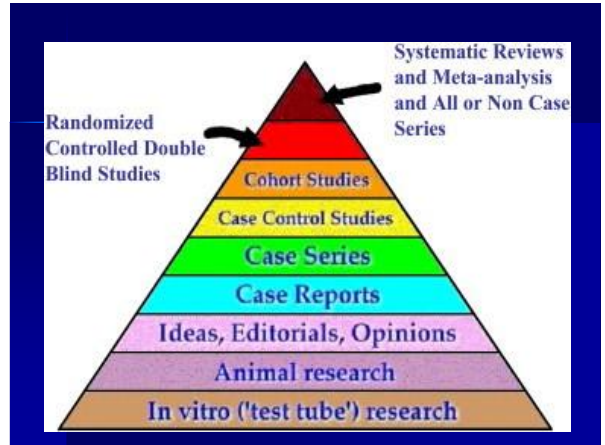 Systematic Reviews
and Meta-analysis
and All or Non Case
Series
Randomized
Controlled Double
Blind Studies
Cohort Studies
Case Control Studies
Case Series
Case Reports
Ideas, Editorials, Opinions
Animal research
In vitro ('test tube') research